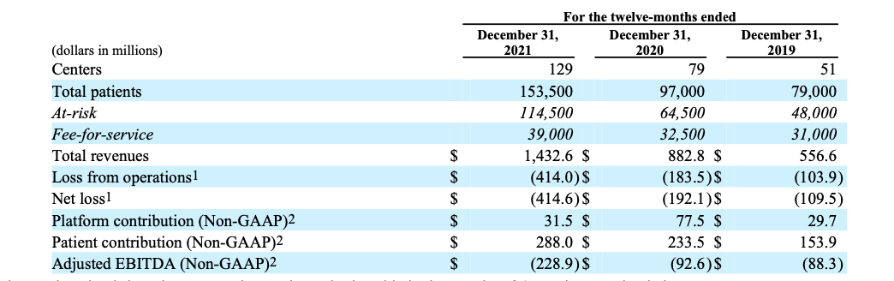 For the twelve-months ended
December 31, December 31, December 31,
(dollars in millions) 2021 2020 2019
Centers 129 79 51
Total patients 153,500 97,000 79,000
At-risk 114,500 64,500 48,000
Fee-for-service 39,000 32,500 31,000
Total revenues $ 1,432.6 $ 882.8 $ 556.6
Loss from operations1 $ (414.0) $ (183.5) $ (103.9)
Net loss1 $ (414.6) $ (192.1) $ (109.5)
Platform contribution (Non-GAAP)2 $ 31.5 $ 77.5 $ 29.7
Patient contribution (Non-GAAP)2 $ 288.0 $ 233.5 $ 153.9
Adjusted EBITDA (Non-GAAP)2 $ (228.9) $ (92.6) $ (88.3)